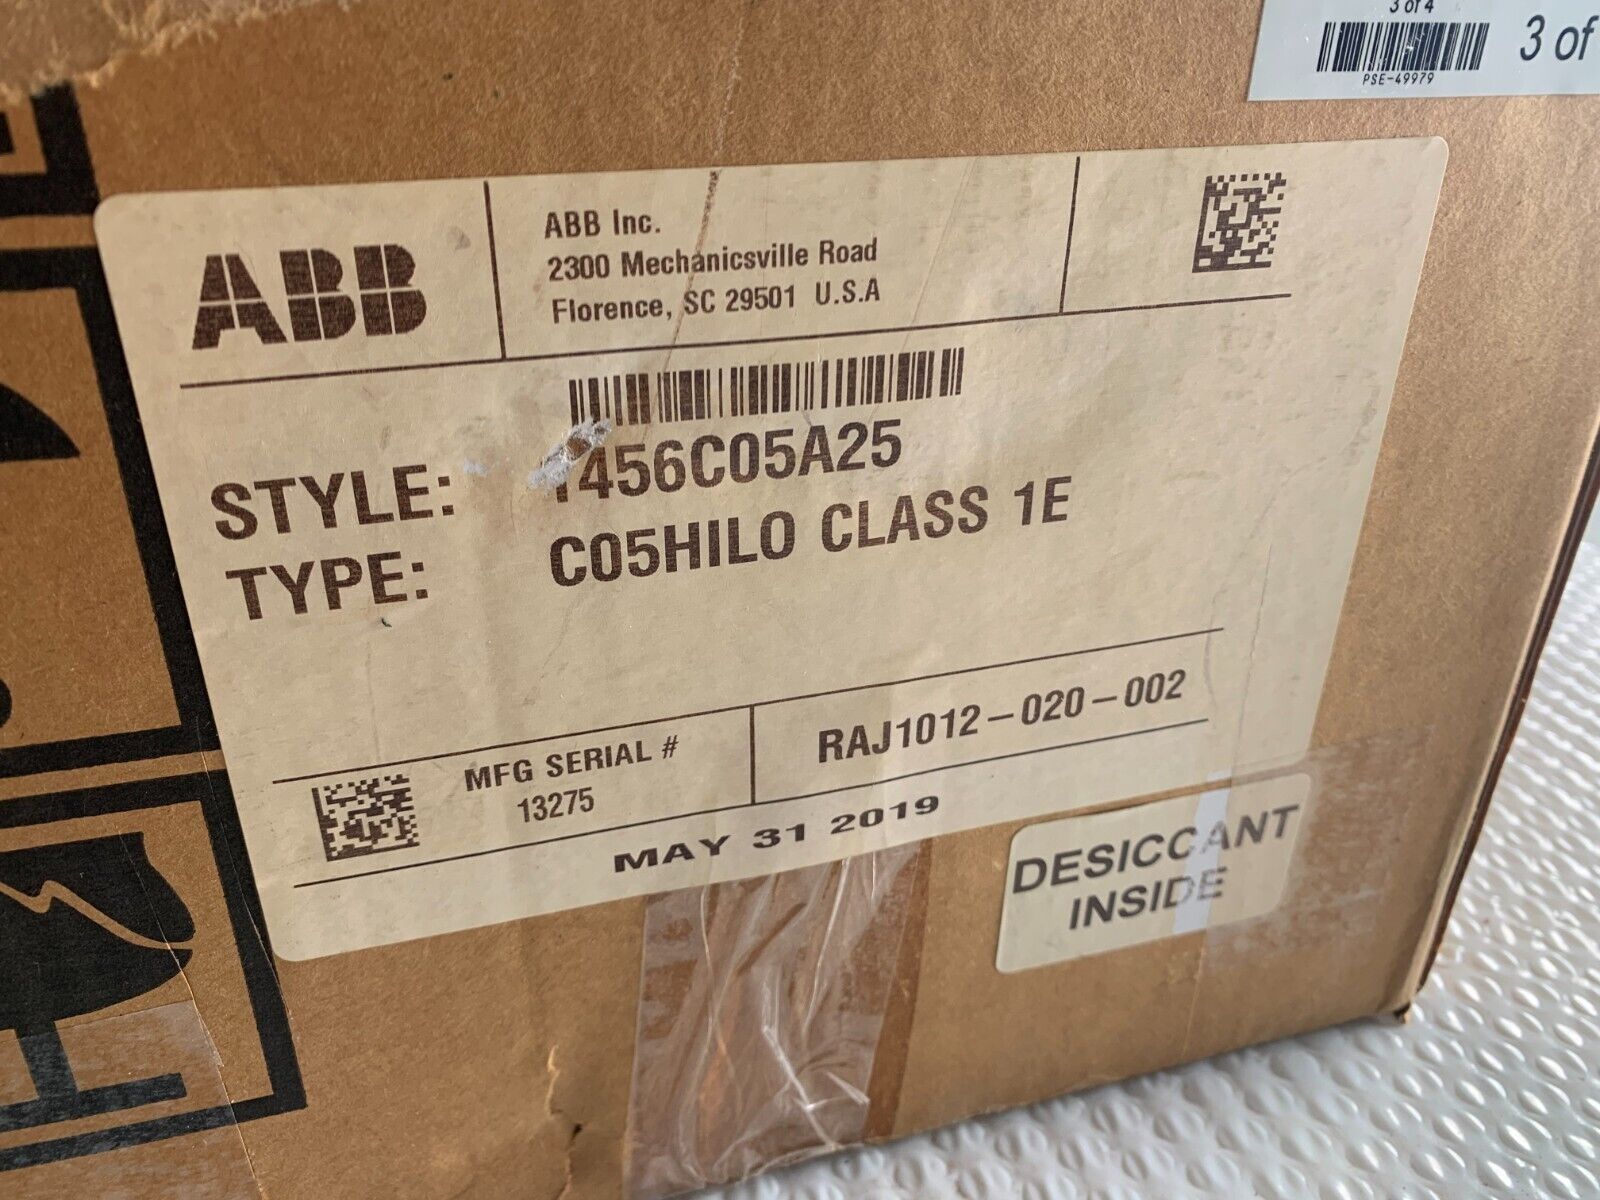 3 of 4
PSE-49979
3 of
ABB
ABB Inc.
2300 Mechanicsville Road
Florence, SC 29501 U.S.A
STYLE: 1456C05A25
TYPE: C05HILO CLASS 1E
MFG SERIAL #
13275
RAJ1012-020-002
MAY 31 2019
DESICCANT
INSIDE